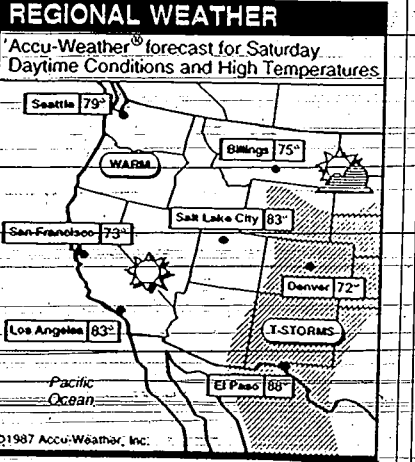 REGIONAL WEATHER
Accu-Weather® forecast for Saturday
Daytime Conditions and High Temperatures
Seattle 79°
Billings 75°
WARM
Salt Lake City 83°
San Francisco 73°
Denver 72°
Los Angeles 83°
T-STORMS
Pacific
Ocean
El Paso 88°
©1987 Accu-Weather, Inc.